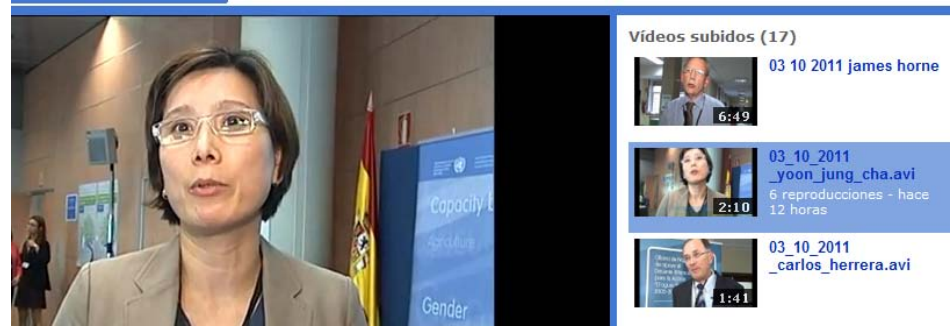 Capacity
Agriculture
Gender
Vídeos subidos (17)
03 10 2011 james horne
6:49
03_10_2011
_yoon_jung_cha.avi
6 reproducciones - hace
12 horas
2:10
03_10_2011
_carlos_herrera.avi
1:41